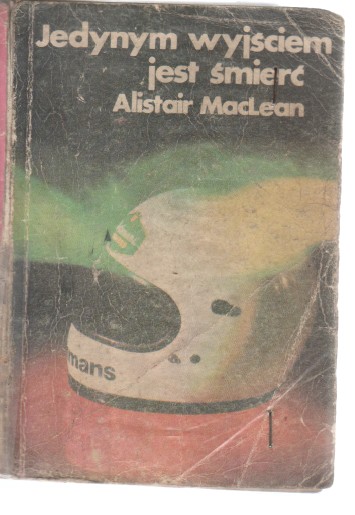 Jedynym wyjściem
jest śmierć
Alistair MacLean
mans